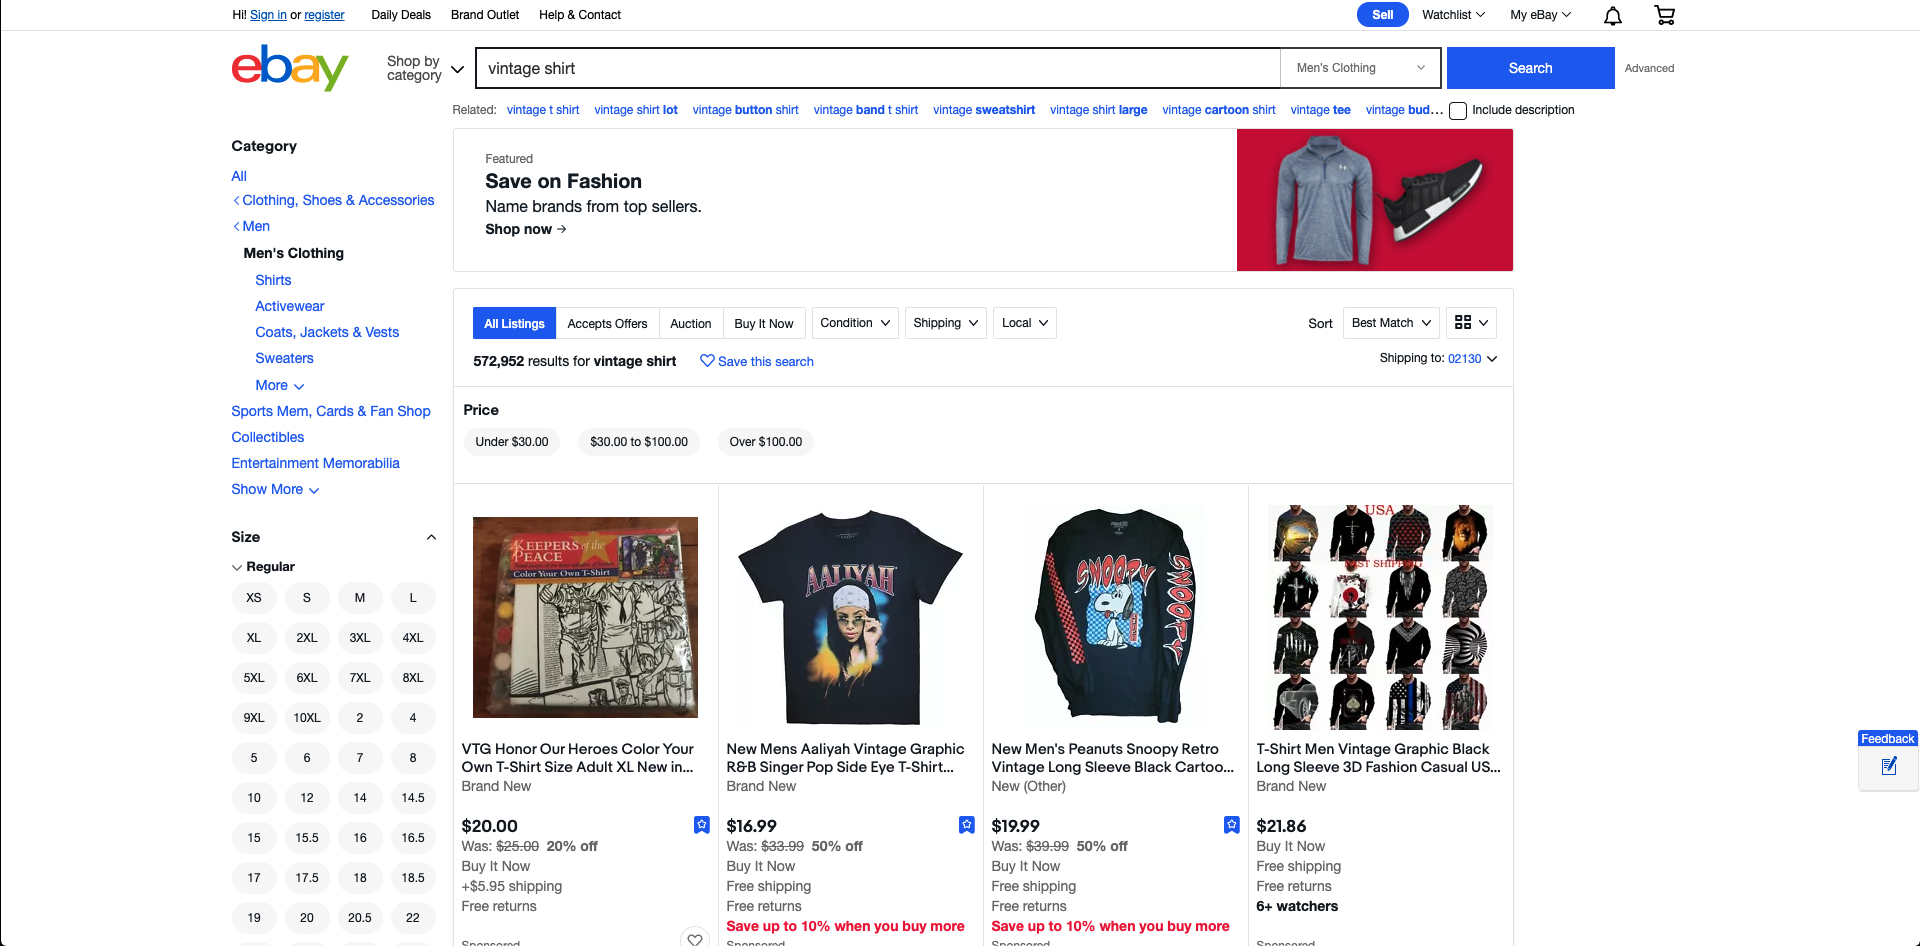 Hi! Sign in or register Daily Deals Brand Outlet Help & Contact Sell Watchlist My eBay
ebay Shop by category vintage shirt Men's Clothing Search Advanced
Related: vintage t shirt vintage shirt lot vintage button shirt vintage band t shirt vintage sweatshirt vintage shirt large vintage cartoon shirt vintage tee vintage bud... Include description
Category
All
Clothing, Shoes & Accessories
Men
Men's Clothing
Shirts
Activewear
Coats, Jackets & Vests
Sweaters
More
Sports Mem, Cards & Fan Shop
Collectibles
Entertainment Memorabilia
Show More
Size
Regular
XS S M L
XL 2XL 3XL 4XL
5XL 6XL 7XL 8XL
9XL 10XL 2 4
5 6 7 8
10 12 14 14.5
15 15.5 16 16.5
17 17.5 18 18.5
19 20 20.5 22
Featured
Save on Fashion
Name brands from top sellers.
Shop now →
All Listings Accepts Offers Auction Buy It Now Condition Shipping Local Sort Best Match
572,952 results for vintage shirt Save this search Shipping to: 02130
Price
Under $30.00 $30.00 to $100.00 Over $100.00
KEEPERS of the
PEACE
Color Your Own T-Shirt
VTG Honor Our Heroes Color Your
Own T-Shirt Size Adult XL New in...
Brand New
$20.00
Was: $25.00 20% off
Buy It Now
+$5.95 shipping
Free returns
Sponsored
AALIYAH
New Mens Aaliyah Vintage Graphic
R&B Singer Pop Side Eye T-Shirt...
Brand New
$16.99
Was: $33.99 50% off
Buy It Now
Free shipping
Free returns
Save up to 10% when you buy more
Sponsored
SNOOPY
SNOOPY
New Men's Peanuts Snoopy Retro
Vintage Long Sleeve Black Cartoo...
New (Other)
$19.99
Was: $39.99 50% off
Buy It Now
Free shipping
Free returns
Save up to 10% when you buy more
Sponsored
USA
FAST SHIPPING
T-Shirt Men Vintage Graphic Black
Long Sleeve 3D Fashion Casual US...
Brand New
$21.86
Buy It Now
Free shipping
Free returns
6+ watchers
Sponsored
Feedback